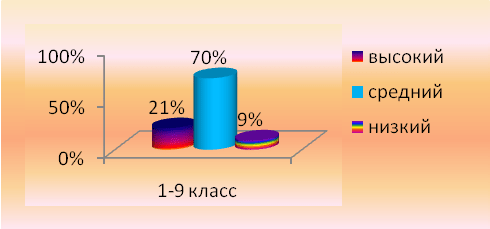 100%
50%
0%
21%
70%
9%
1-9 класс
высокий
средний
низкий